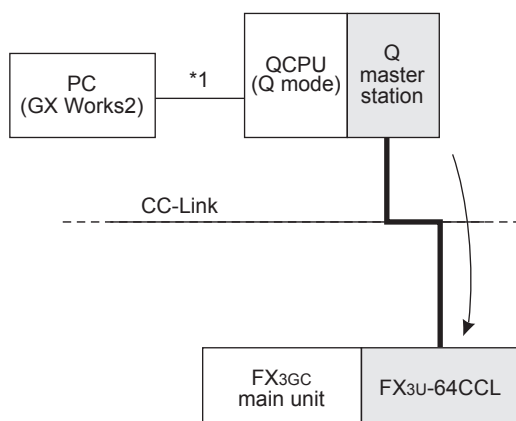 PC
(GX Works2)
*1
QCPU
(Q mode)
Q
master
station
CC-Link
FX3GC
main unit
FX3U-64CCL